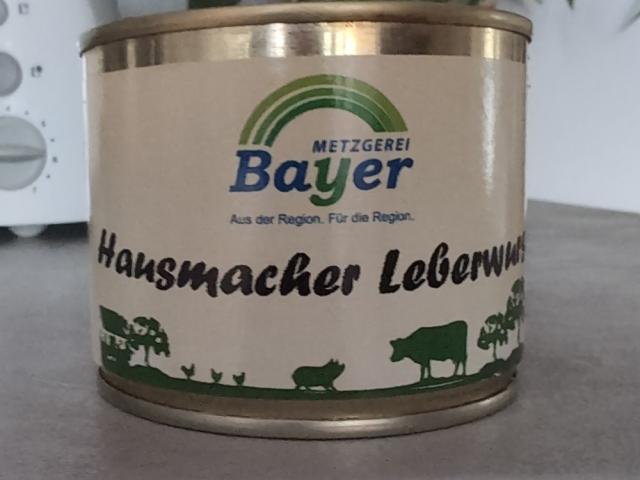 METZGEREI
Bayer
Aus der Region. Für die Region.
Hausmacher Leberwurs